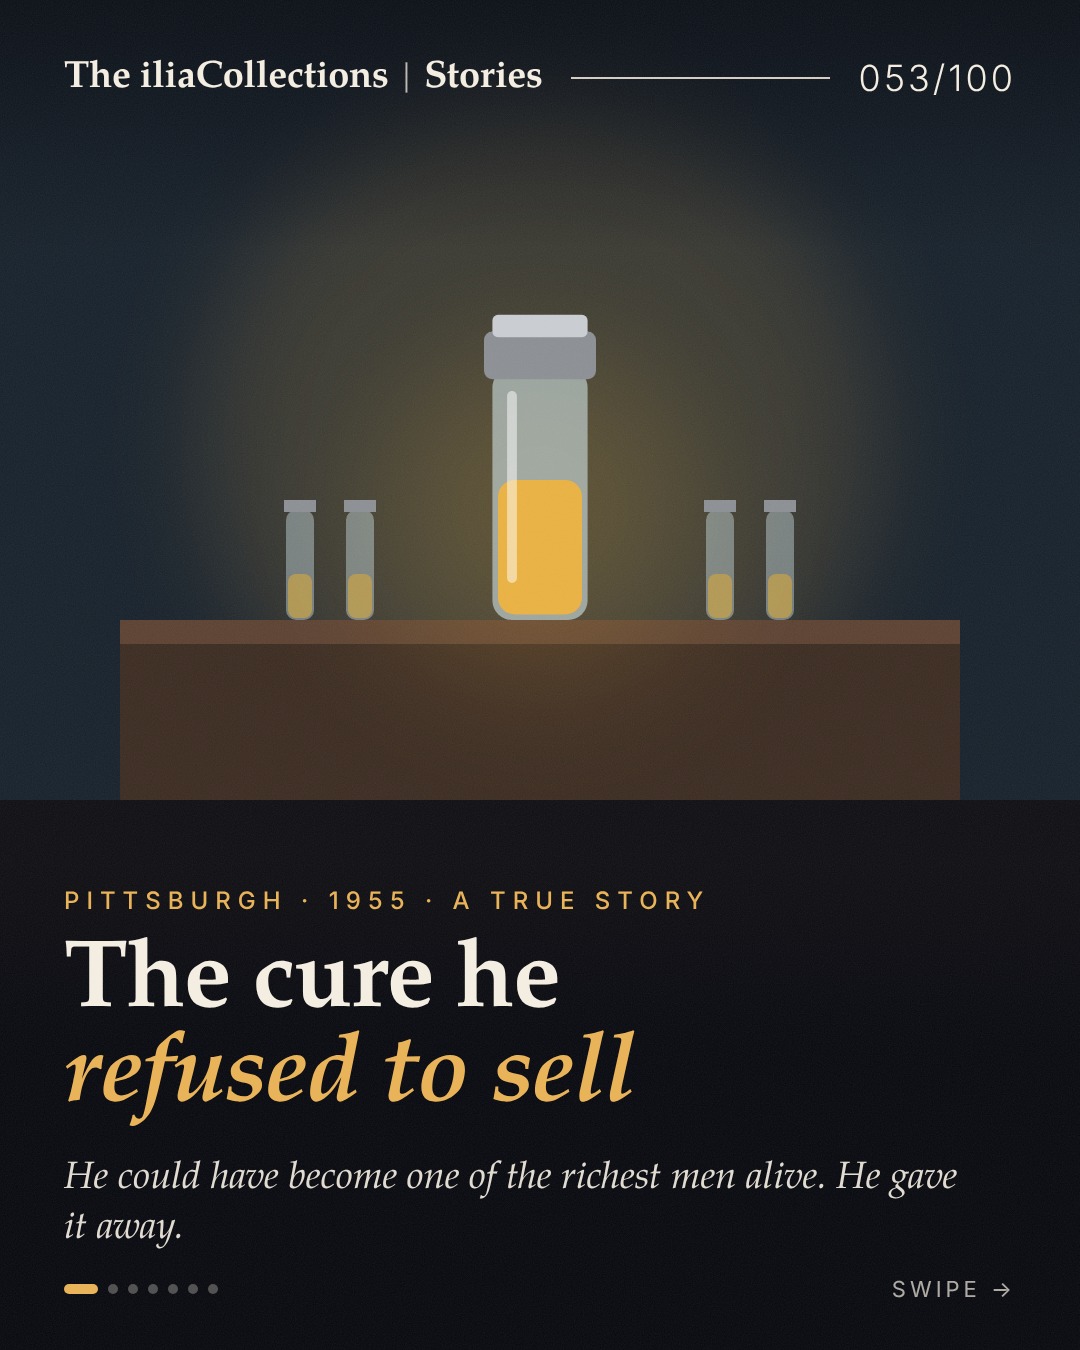 The iliaCollections | Stories 053/100
PITTSBURGH · 1955 · A TRUE STORY
The cure he
refused to sell
He could have become one of the richest men alive. He gave
it away.
SWIPE →